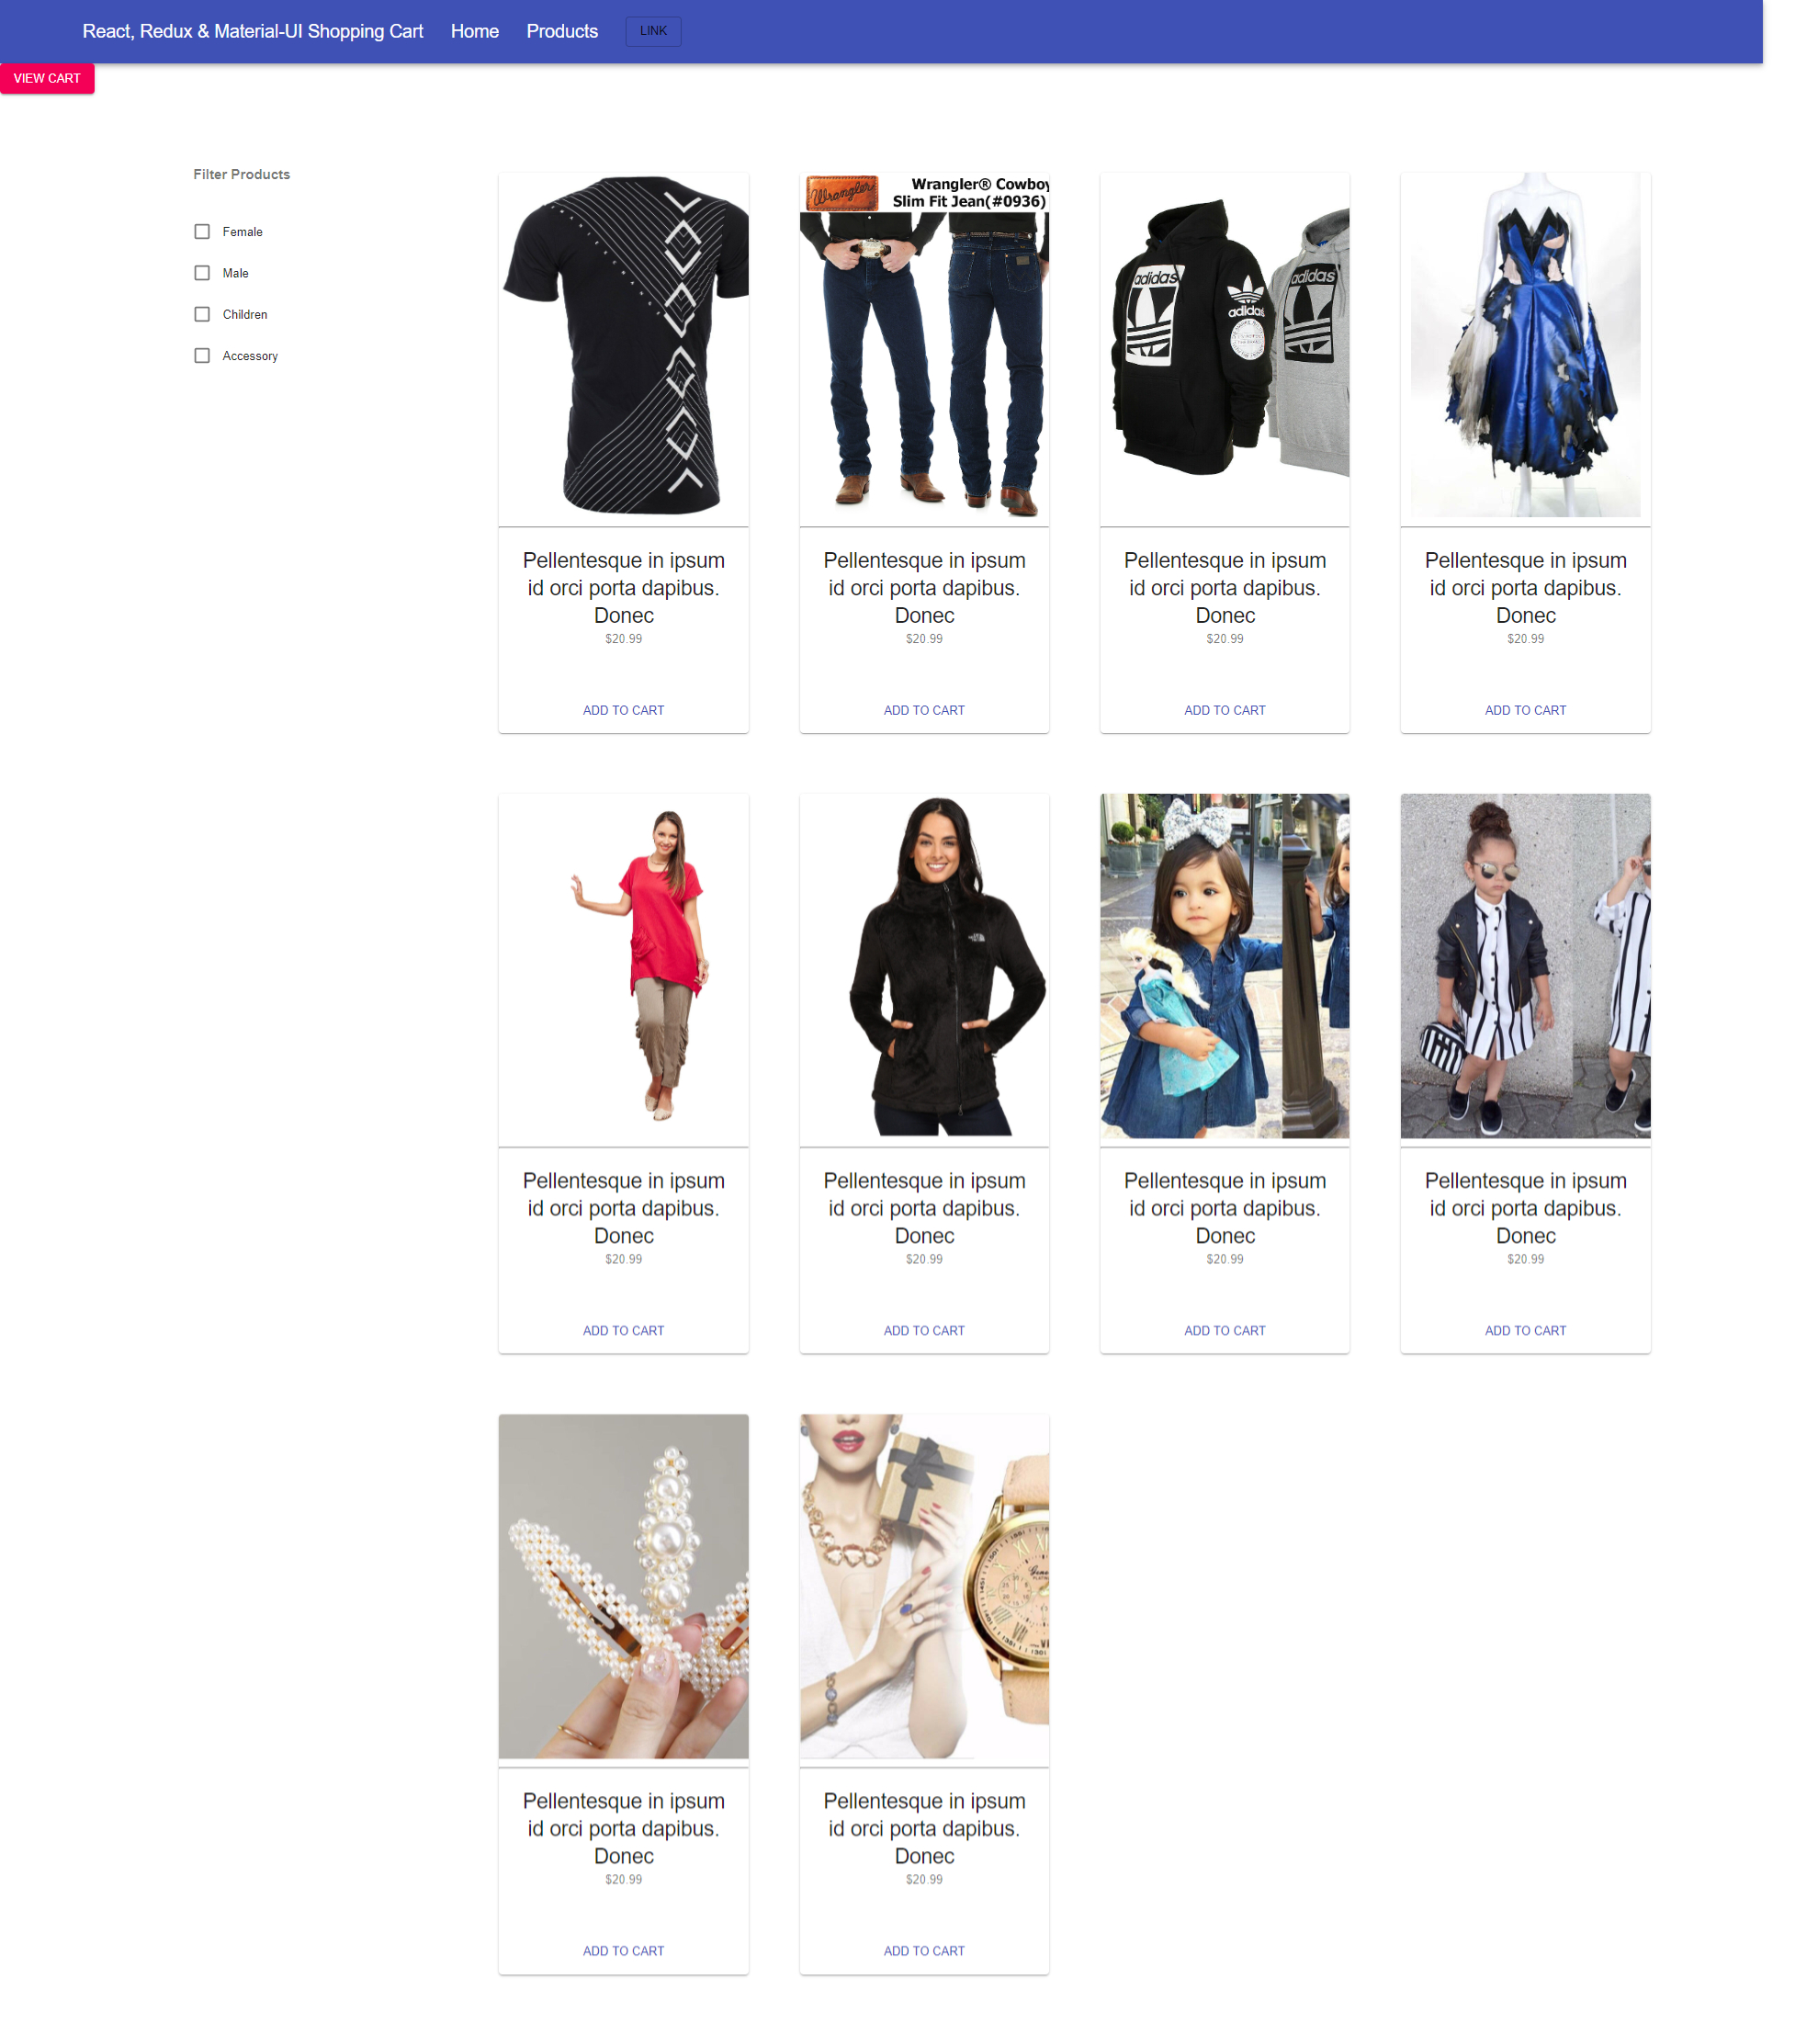 React, Redux & Material-UI Shopping Cart Home Products LINK
VIEW CART
Filter Products
Female
Male
Children
Accessory
Wrangler
Wrangler® Cowboy
Slim Fit Jean(#0936)
adidas
adidas
adidas
Pellentesque in ipsum
id orci porta dapibus.
Donec
$20.99
ADD TO CART
Pellentesque in ipsum
id orci porta dapibus.
Donec
$20.99
ADD TO CART
Pellentesque in ipsum
id orci porta dapibus.
Donec
$20.99
ADD TO CART
Pellentesque in ipsum
id orci porta dapibus.
Donec
$20.99
ADD TO CART
Pellentesque in ipsum
id orci porta dapibus.
Donec
$20.99
ADD TO CART
Pellentesque in ipsum
id orci porta dapibus.
Donec
$20.99
ADD TO CART
Pellentesque in ipsum
id orci porta dapibus.
Donec
$20.99
ADD TO CART
Pellentesque in ipsum
id orci porta dapibus.
Donec
$20.99
ADD TO CART
Pellentesque in ipsum
id orci porta dapibus.
Donec
$20.99
ADD TO CART
Pellentesque in ipsum
id orci porta dapibus.
Donec
$20.99
ADD TO CART